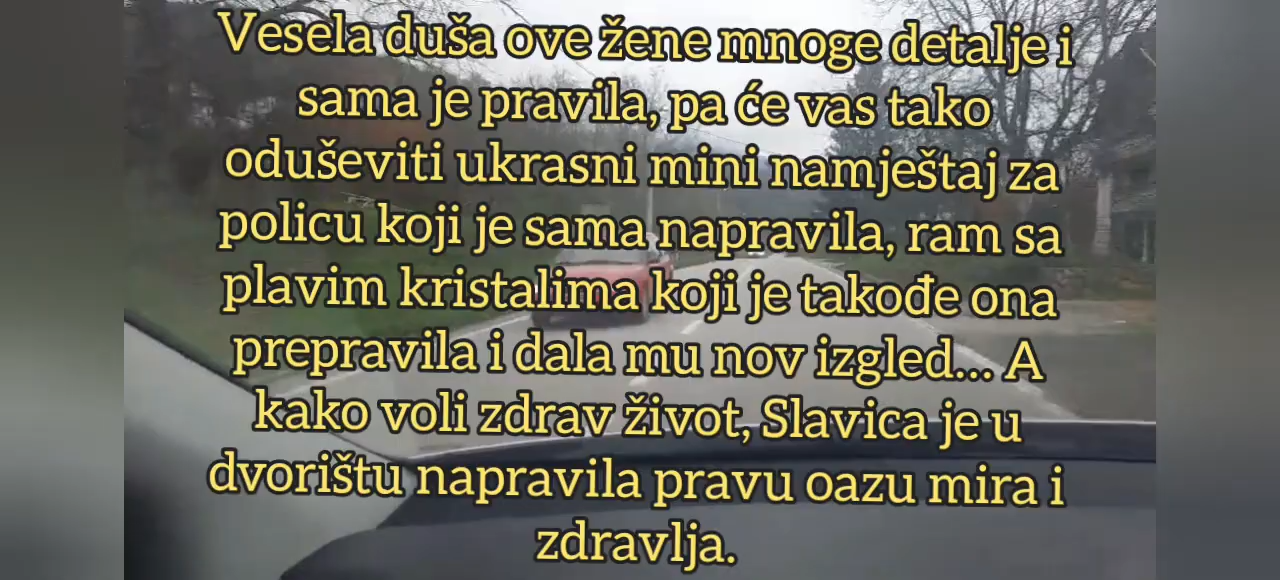 Vesela duša ove žene mnoge detalje i
sama je pravila, pa će vas tako
oduševiti ukrasni mini namještaj za
policu koji je sama napravila, ram sa
plavim kristalima koji je takođe ona
prepravila i dala mu nov izgled... A
kako voli zdrav život, Slavica je u
dvorištu napravila pravu oazu mira i
zdravlja.